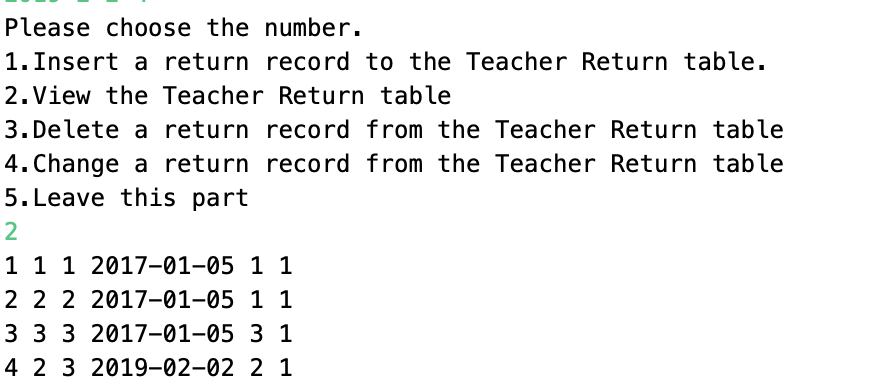 Please choose the number.
1.Insert a return record to the Teacher Return table.
2.View the Teacher Return table
3.Delete a return record from the Teacher Return table
4.Change a return record from the Teacher Return table
5.Leave this part
2
1 1 1 2017-01-05 1 1
2 2 2 2017-01-05 1 1
3 3 3 2017-01-05 3 1
4 2 3 2019-02-02 2 1